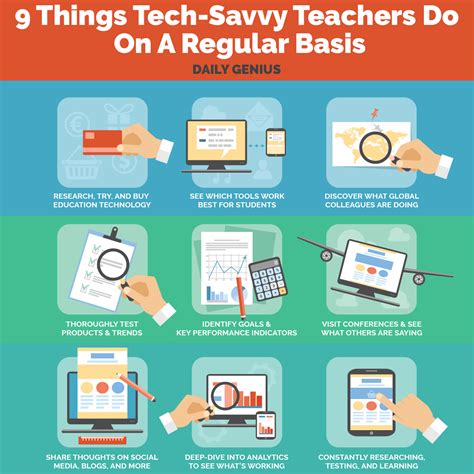 9 Things Tech-Savvy Teachers Do
On A Regular Basis
DAILY GENIUS
RESEARCH, TRY, AND BUY
EDUCATION TECHNOLOGY
SEE WHICH TOOLS WORK
BEST FOR STUDENTS
DISCOVER WHAT GLOBAL
COLLEAGUES ARE DOING
THOROUGHLY TEST
PRODUCTS & TRENDS
IDENTIFY GOALS &
KEY PERFORMANCE INDICATORS
VISIT CONFERENCES & SEE
WHAT OTHERS ARE SAYING
SHARE THOUGHTS ON SOCIAL
MEDIA, BLOGS, AND MORE
DEEP-DIVE INTO ANALYTICS
TO SEE WHAT'S WORKING
CONSTANTLY RESEARCHING,
TESTING, AND LEARNING